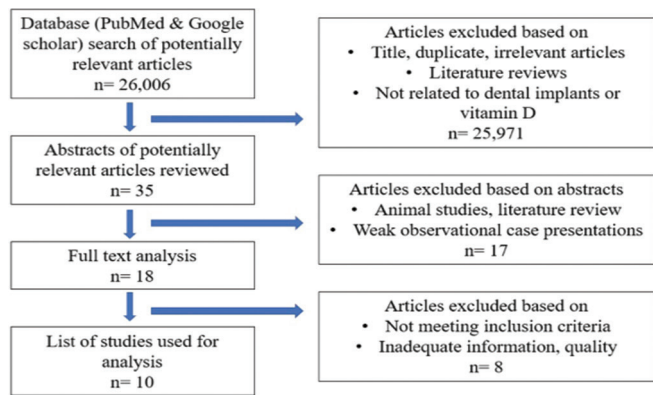 Database (PubMed & Google
scholar) search of potentially
relevant articles
n= 26,006
Articles excluded based on
• Title, duplicate, irrelevant articles
• Literature reviews
• Not related to dental implants or
vitamin D
n= 25,971
Abstracts of potentially
relevant articles reviewed
n= 35
Articles excluded based on abstracts
• Animal studies, literature review
• Weak observational case presentations
n= 17
Full text analysis
n= 18
Articles excluded based on
• Not meeting inclusion criteria
• Inadequate information, quality
n= 8
List of studies used for
analysis
n= 10